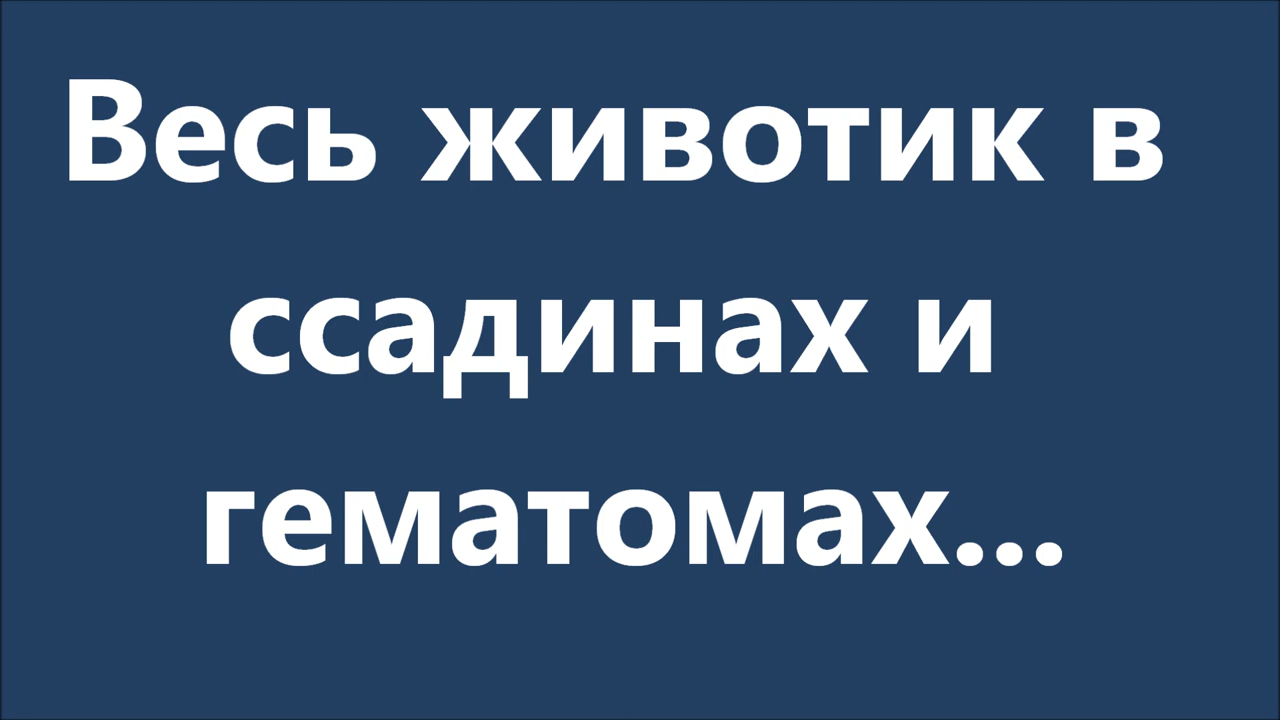 Весь животик в
ссадинах и
гематомах...